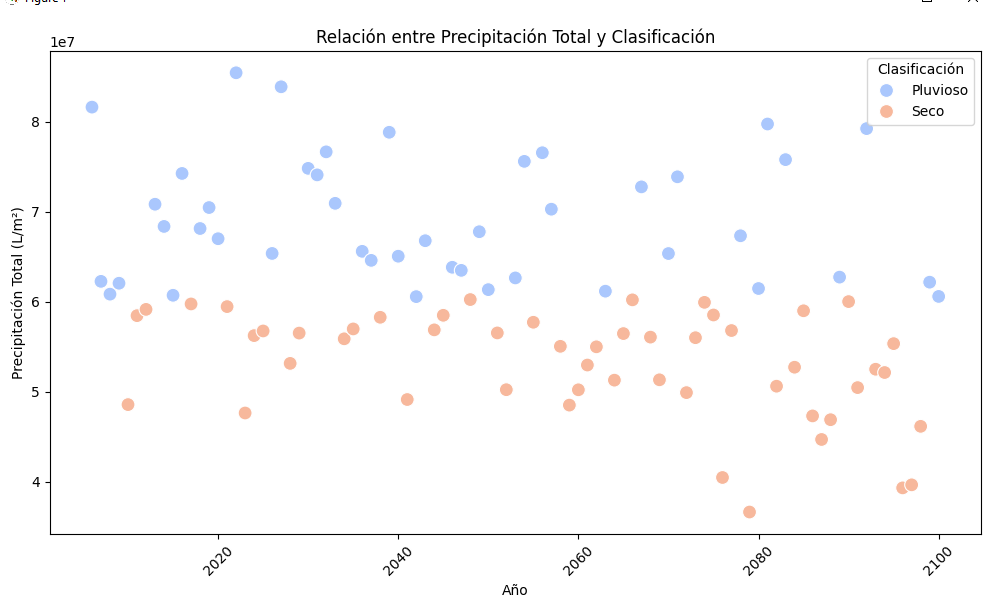 Relación entre Precipitación Total y Clasificación
1e7
Clasificación
Pluvioso
Seco
8
7
6
5
4
Precipitación Total (L/m²)
2020
2040
2060
2080
2100
Año